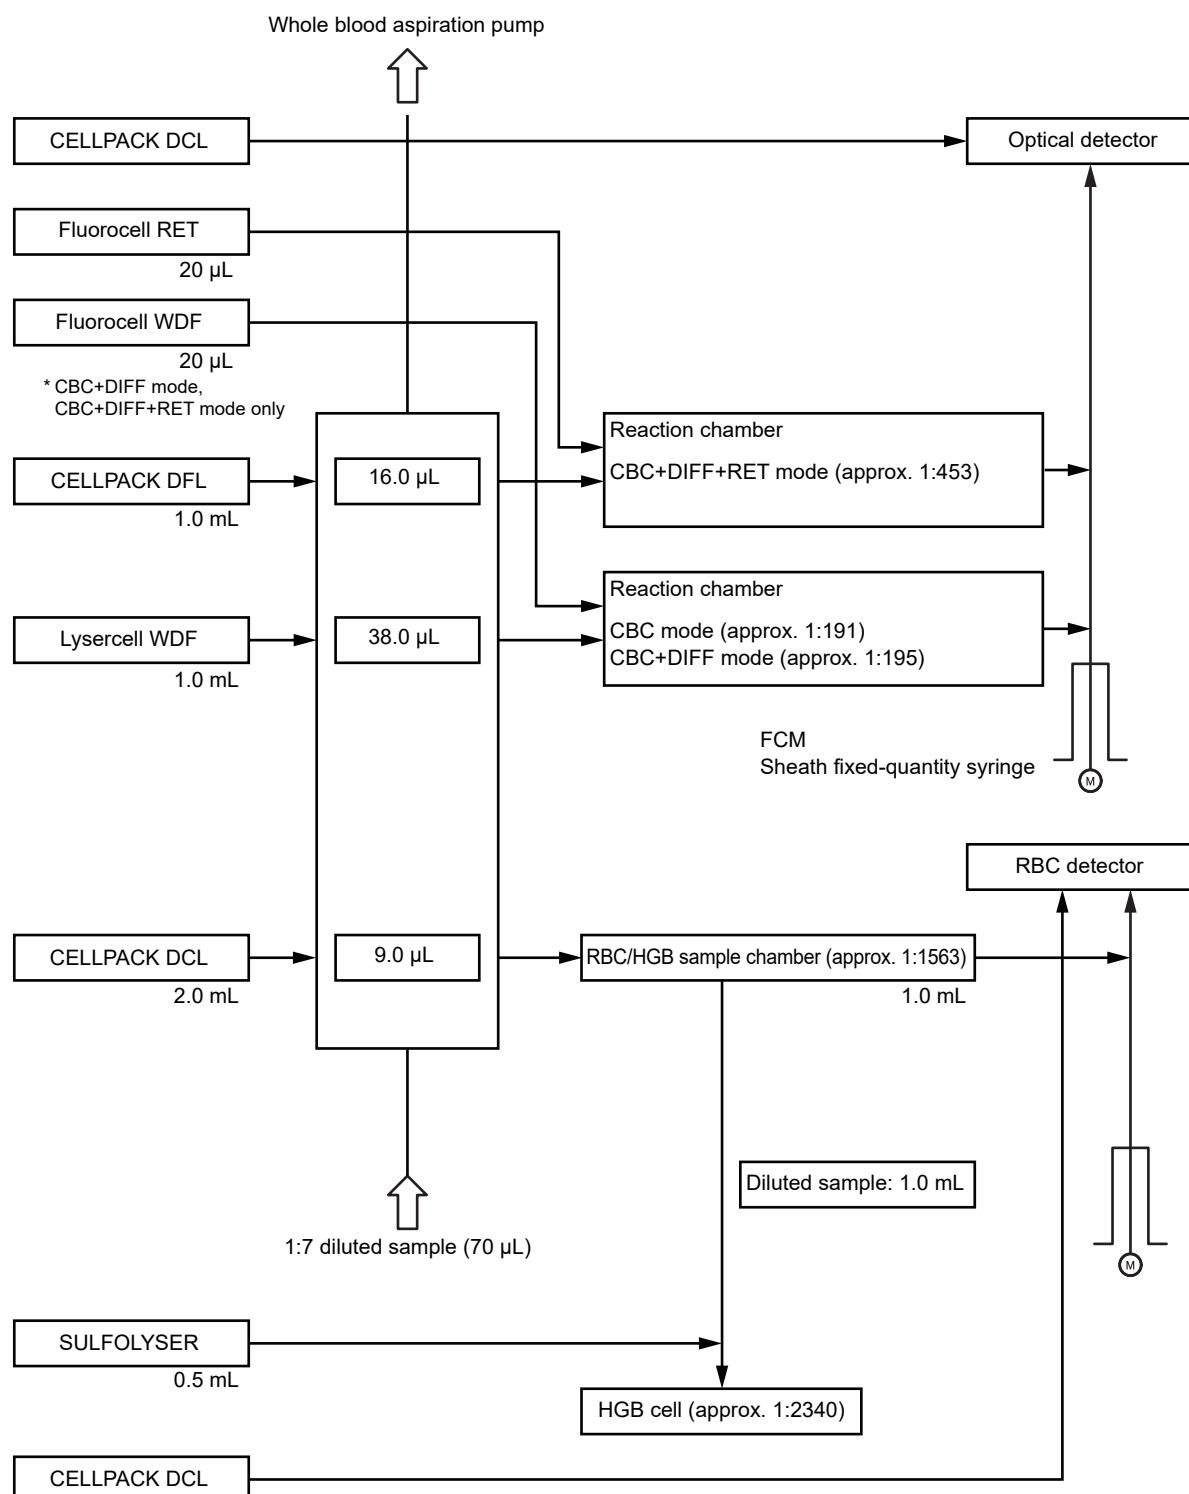 Whole blood aspiration pump
CELLPACK DCL
Optical detector
Fluorocell RET
20 µL
Fluorocell WDF
20 µL
* CBC+DIFF mode,
CBC+DIFF+RET mode only
Reaction chamber
CELLPACK DFL
16.0 µL
CBC+DIFF+RET mode (approx. 1:453)
1.0 mL
Reaction chamber
Lysercell WDF
38.0 µL
CBC mode (approx. 1:191)
CBC+DIFF mode (approx. 1:195)
1.0 mL
FCM
Sheath fixed-quantity syringe
M
RBC detector
CELLPACK DCL
9.0 µL
RBC/HGB sample chamber (approx. 1:1563)
2.0 mL
1.0 mL
Diluted sample: 1.0 mL
1:7 diluted sample (70 µL)
M
SULFOLYSER
0.5 mL
HGB cell (approx. 1:2340)
CELLPACK DCL